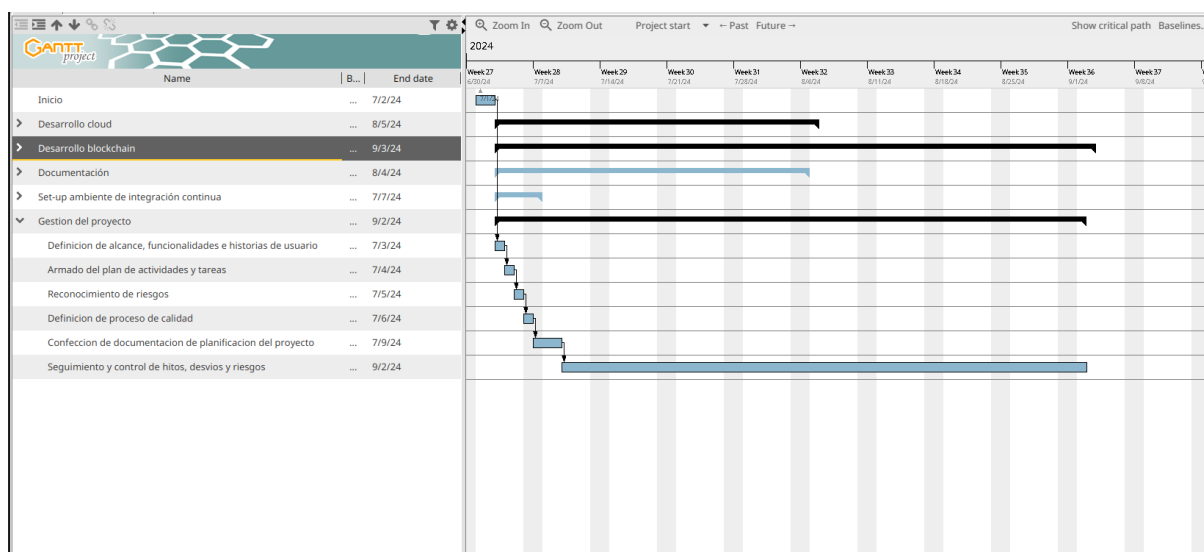 Zoom In Zoom Out Project start ← Past Future → Show critical path Baselines...
GANTT project
2024
Name B... End date
Week 27 Week 28 Week 29 Week 30 Week 31 Week 32 Week 33 Week 34 Week 35 Week 36 Week 37
6/30/24 7/7/24 7/14/24 7/21/24 7/28/24 8/4/24 8/11/24 8/18/24 8/25/24 9/1/24 9/8/24
Inicio ... 7/2/24
Desarrollo cloud ... 8/5/24
Desarrollo blockchain ... 9/3/24
Documentación ... 8/4/24
Set-up ambiente de integración continua ... 7/7/24
Gestion del proyecto ... 9/2/24
Definicion de alcance, funcionalidades e historias de usuario ... 7/3/24
Armado del plan de actividades y tareas ... 7/4/24
Reconocimiento de riesgos ... 7/5/24
Definicion de proceso de calidad ... 7/6/24
Confeccion de documentacion de planificacion del proyecto ... 7/9/24
Seguimiento y control de hitos, desvios y riesgos ... 9/2/24